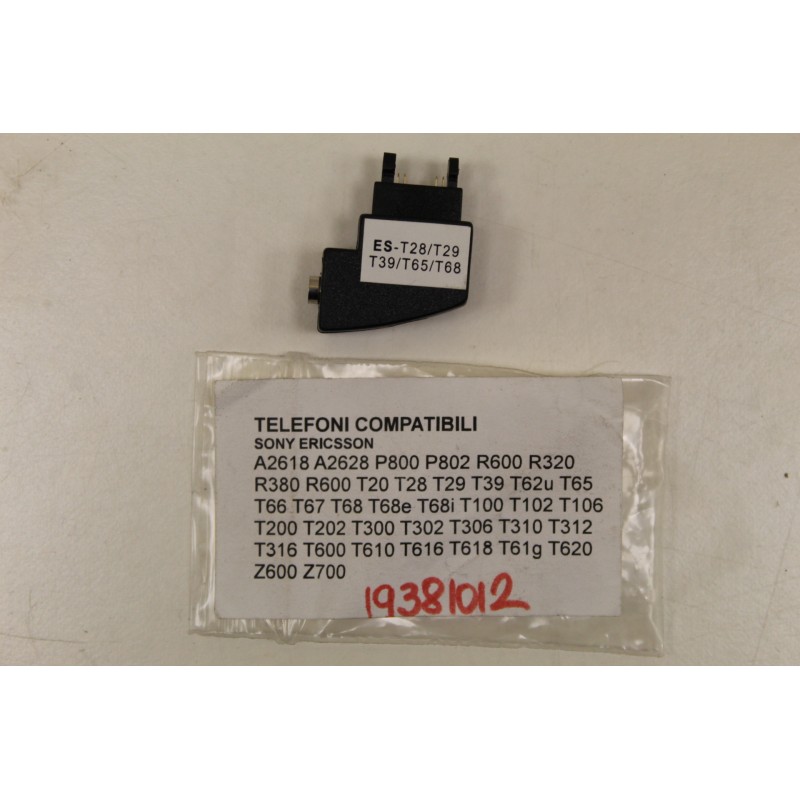 ES-T28/T29
T39/T65/T68
TELEFONI COMPATIBILI
SONY ERICSSON
A2618 A2628 P800 P802 R600 R320
R380 R600 T20 T28 T29 T39 T62u T65
T66 T67 T68 T68e T68i T100 T102 T106
T200 T202 T300 T302 T306 T310 T312
T316 T600 T610 T616 T618 T61g T620
Z600 Z700
19381012